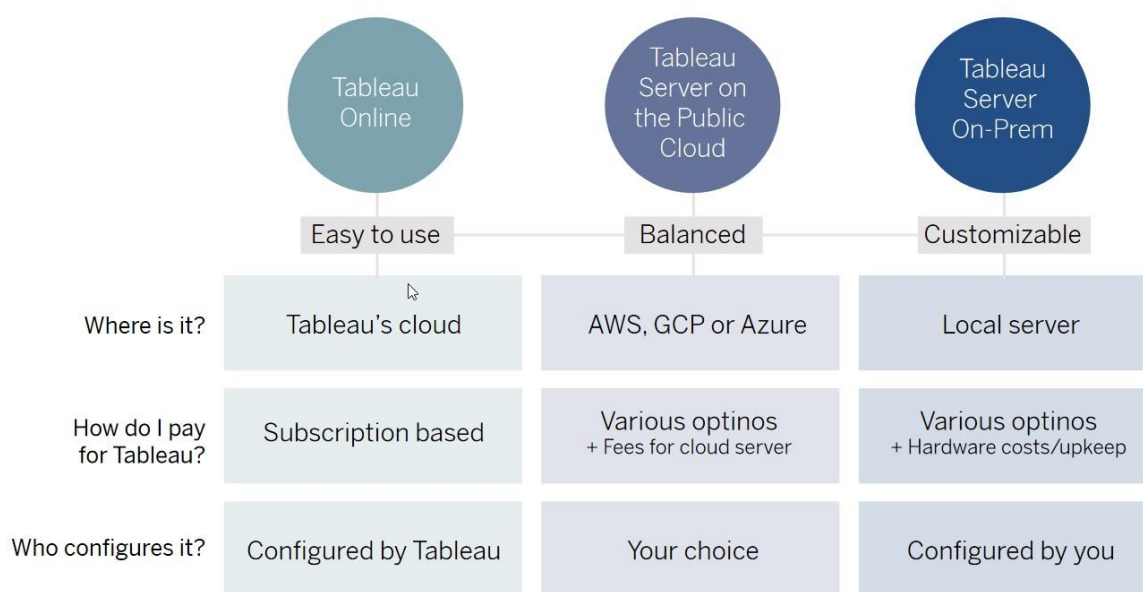 Tableau
Online
Tableau
Server on
the Public
Cloud
Tableau
Server
On-Prem
Easy to use
Balanced
Customizable
Where is it?
Tableau's cloud
AWS, GCP or Azure
Local server
How do I pay
for Tableau?
Subscription based
Various optinos
+ Fees for cloud server
Various optinos
+ Hardware costs/upkeep
Who configures it?
Configured by Tableau
Your choice
Configured by you